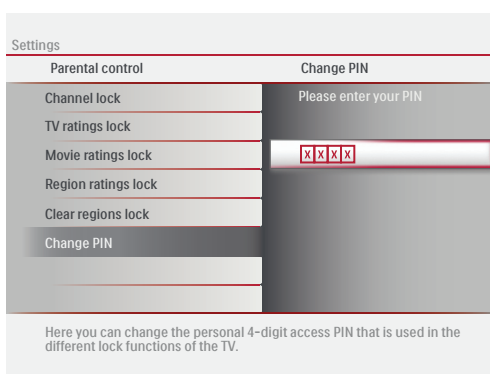 Settings
Parental control
Change PIN
Channel lock
TV ratings lock
Movie ratings lock
Region ratings lock
Clear regions lock
Change PIN
Please enter your PIN
X X X X
Here you can change the personal 4-digit access PIN that is used in the
different lock functions of the TV.